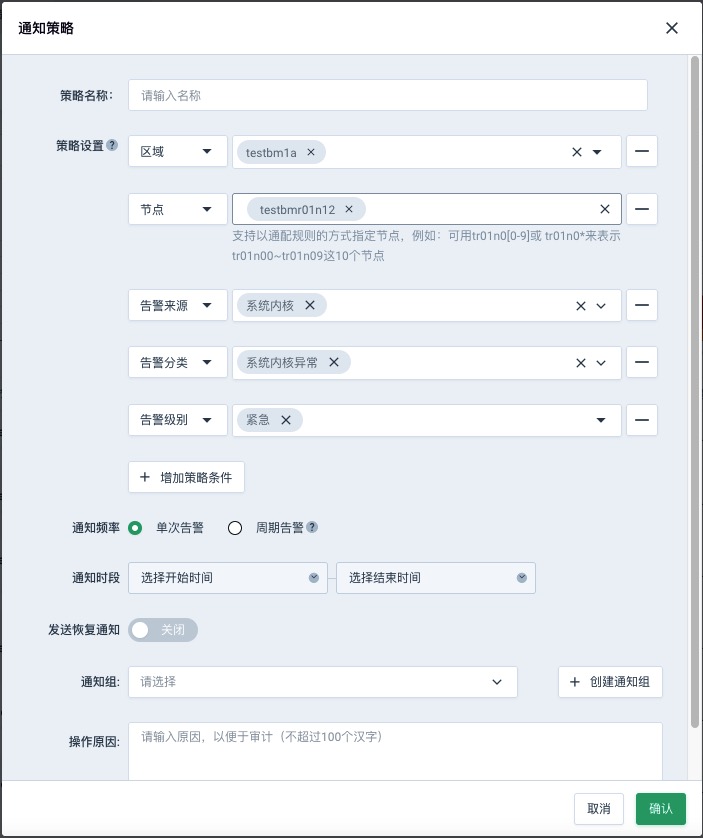 通知策略
策略名称：
请输入名称
策略设置
区域
testbm1a
节点
testbmr01n12
支持以通配规则的方式指定节点，例如：可用tr01n0[0-9]或 tr01n0*来表示
tr01n00~tr01n09这10个节点
告警来源
系统内核
告警分类
系统内核异常
告警级别
紧急
增加策略条件
通知频率
单次告警
周期告警
通知时段
选择开始时间
选择结束时间
发送恢复通知
关闭
通知组:
请选择
创建通知组
操作原因:
请输入原因，以便于审计（不超过100个汉字）
取消
确认